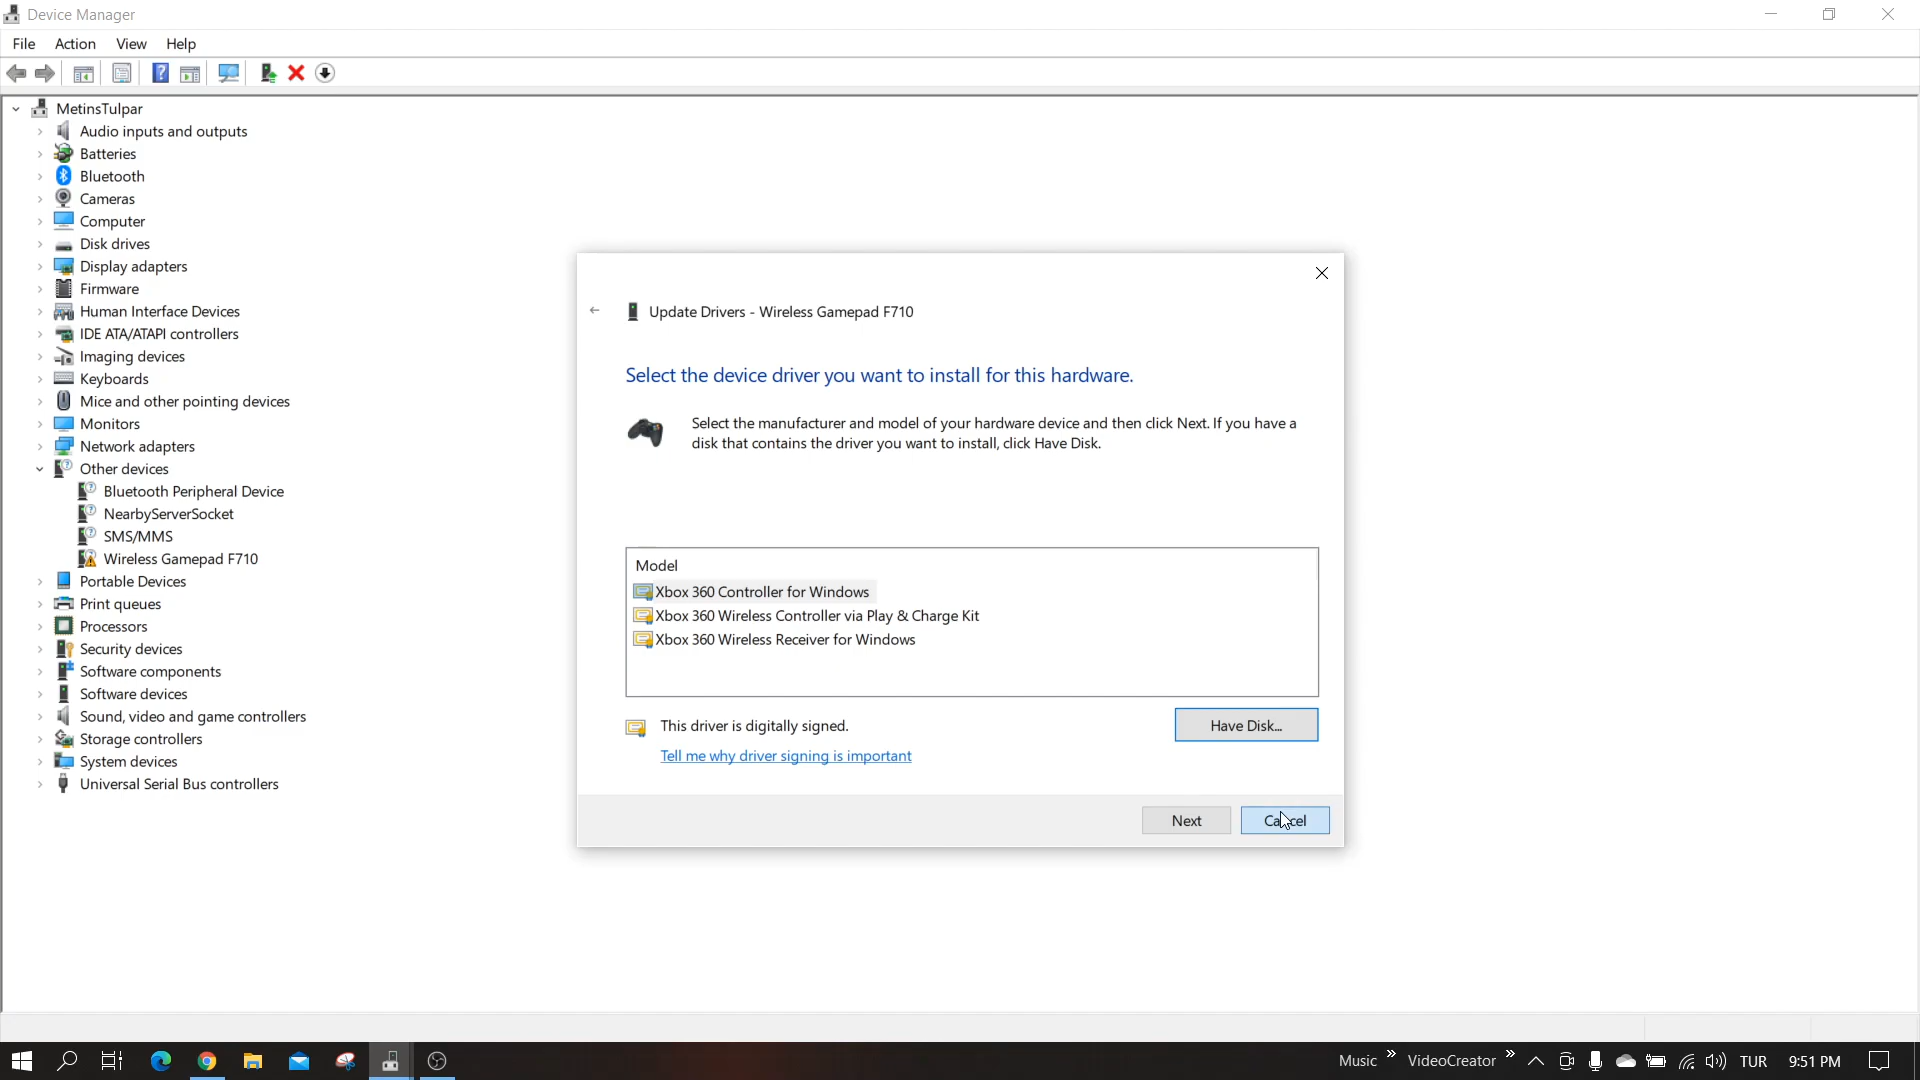 Device Manager
File Action View Help
MetinsTulpar
Audio inputs and outputs
Batteries
Bluetooth
Cameras
Computer
Disk drives
Display adapters
Firmware
Human Interface Devices
IDE ATA/ATAPI controllers
Imaging devices
Keyboards
Mice and other pointing devices
Monitors
Network adapters
Other devices
Bluetooth Peripheral Device
NearbyServerSocket
SMS/MMS
Wireless Gamepad F710
Portable Devices
Print queues
Processors
Security devices
Software components
Software devices
Sound, video and game controllers
Storage controllers
System devices
Universal Serial Bus controllers
Update Drivers - Wireless Gamepad F710
Select the device driver you want to install for this hardware.
Select the manufacturer and model of your hardware device and then click Next. If you have a
disk that contains the driver you want to install, click Have Disk.
Model
Xbox 360 Controller for Windows
Xbox 360 Wireless Controller via Play & Charge Kit
Xbox 360 Wireless Receiver for Windows
This driver is digitally signed.
Have Disk...
Tell me why driver signing is important
Next Cancel
Music » VideoCreator » TUR 9:51 PM